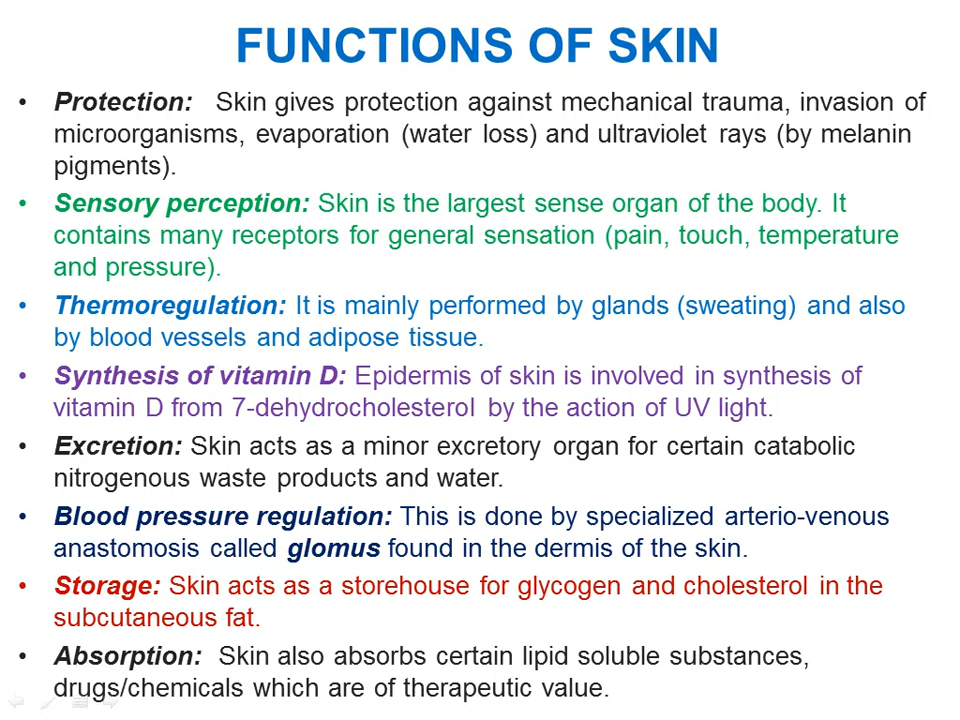 FUNCTIONS OF SKIN
• Protection: Skin gives protection against mechanical trauma, invasion of
microorganisms, evaporation (water loss) and ultraviolet rays (by melanin
pigments).
• Sensory perception: Skin is the largest sense organ of the body. It
contains many receptors for general sensation (pain, touch, temperature
and pressure).
• Thermoregulation: It is mainly performed by glands (sweating) and also
by blood vessels and adipose tissue.
• Synthesis of vitamin D: Epidermis of skin is involved in synthesis of
vitamin D from 7-dehydrocholesterol by the action of UV light.
• Excretion: Skin acts as a minor excretory organ for certain catabolic
nitrogenous waste products and water.
• Blood pressure regulation: This is done by specialized arterio-venous
anastomosis called glomus found in the dermis of the skin.
• Storage: Skin acts as a storehouse for glycogen and cholesterol in the
subcutaneous fat.
• Absorption: Skin also absorbs certain lipid soluble substances,
drugs/chemicals which are of therapeutic value.